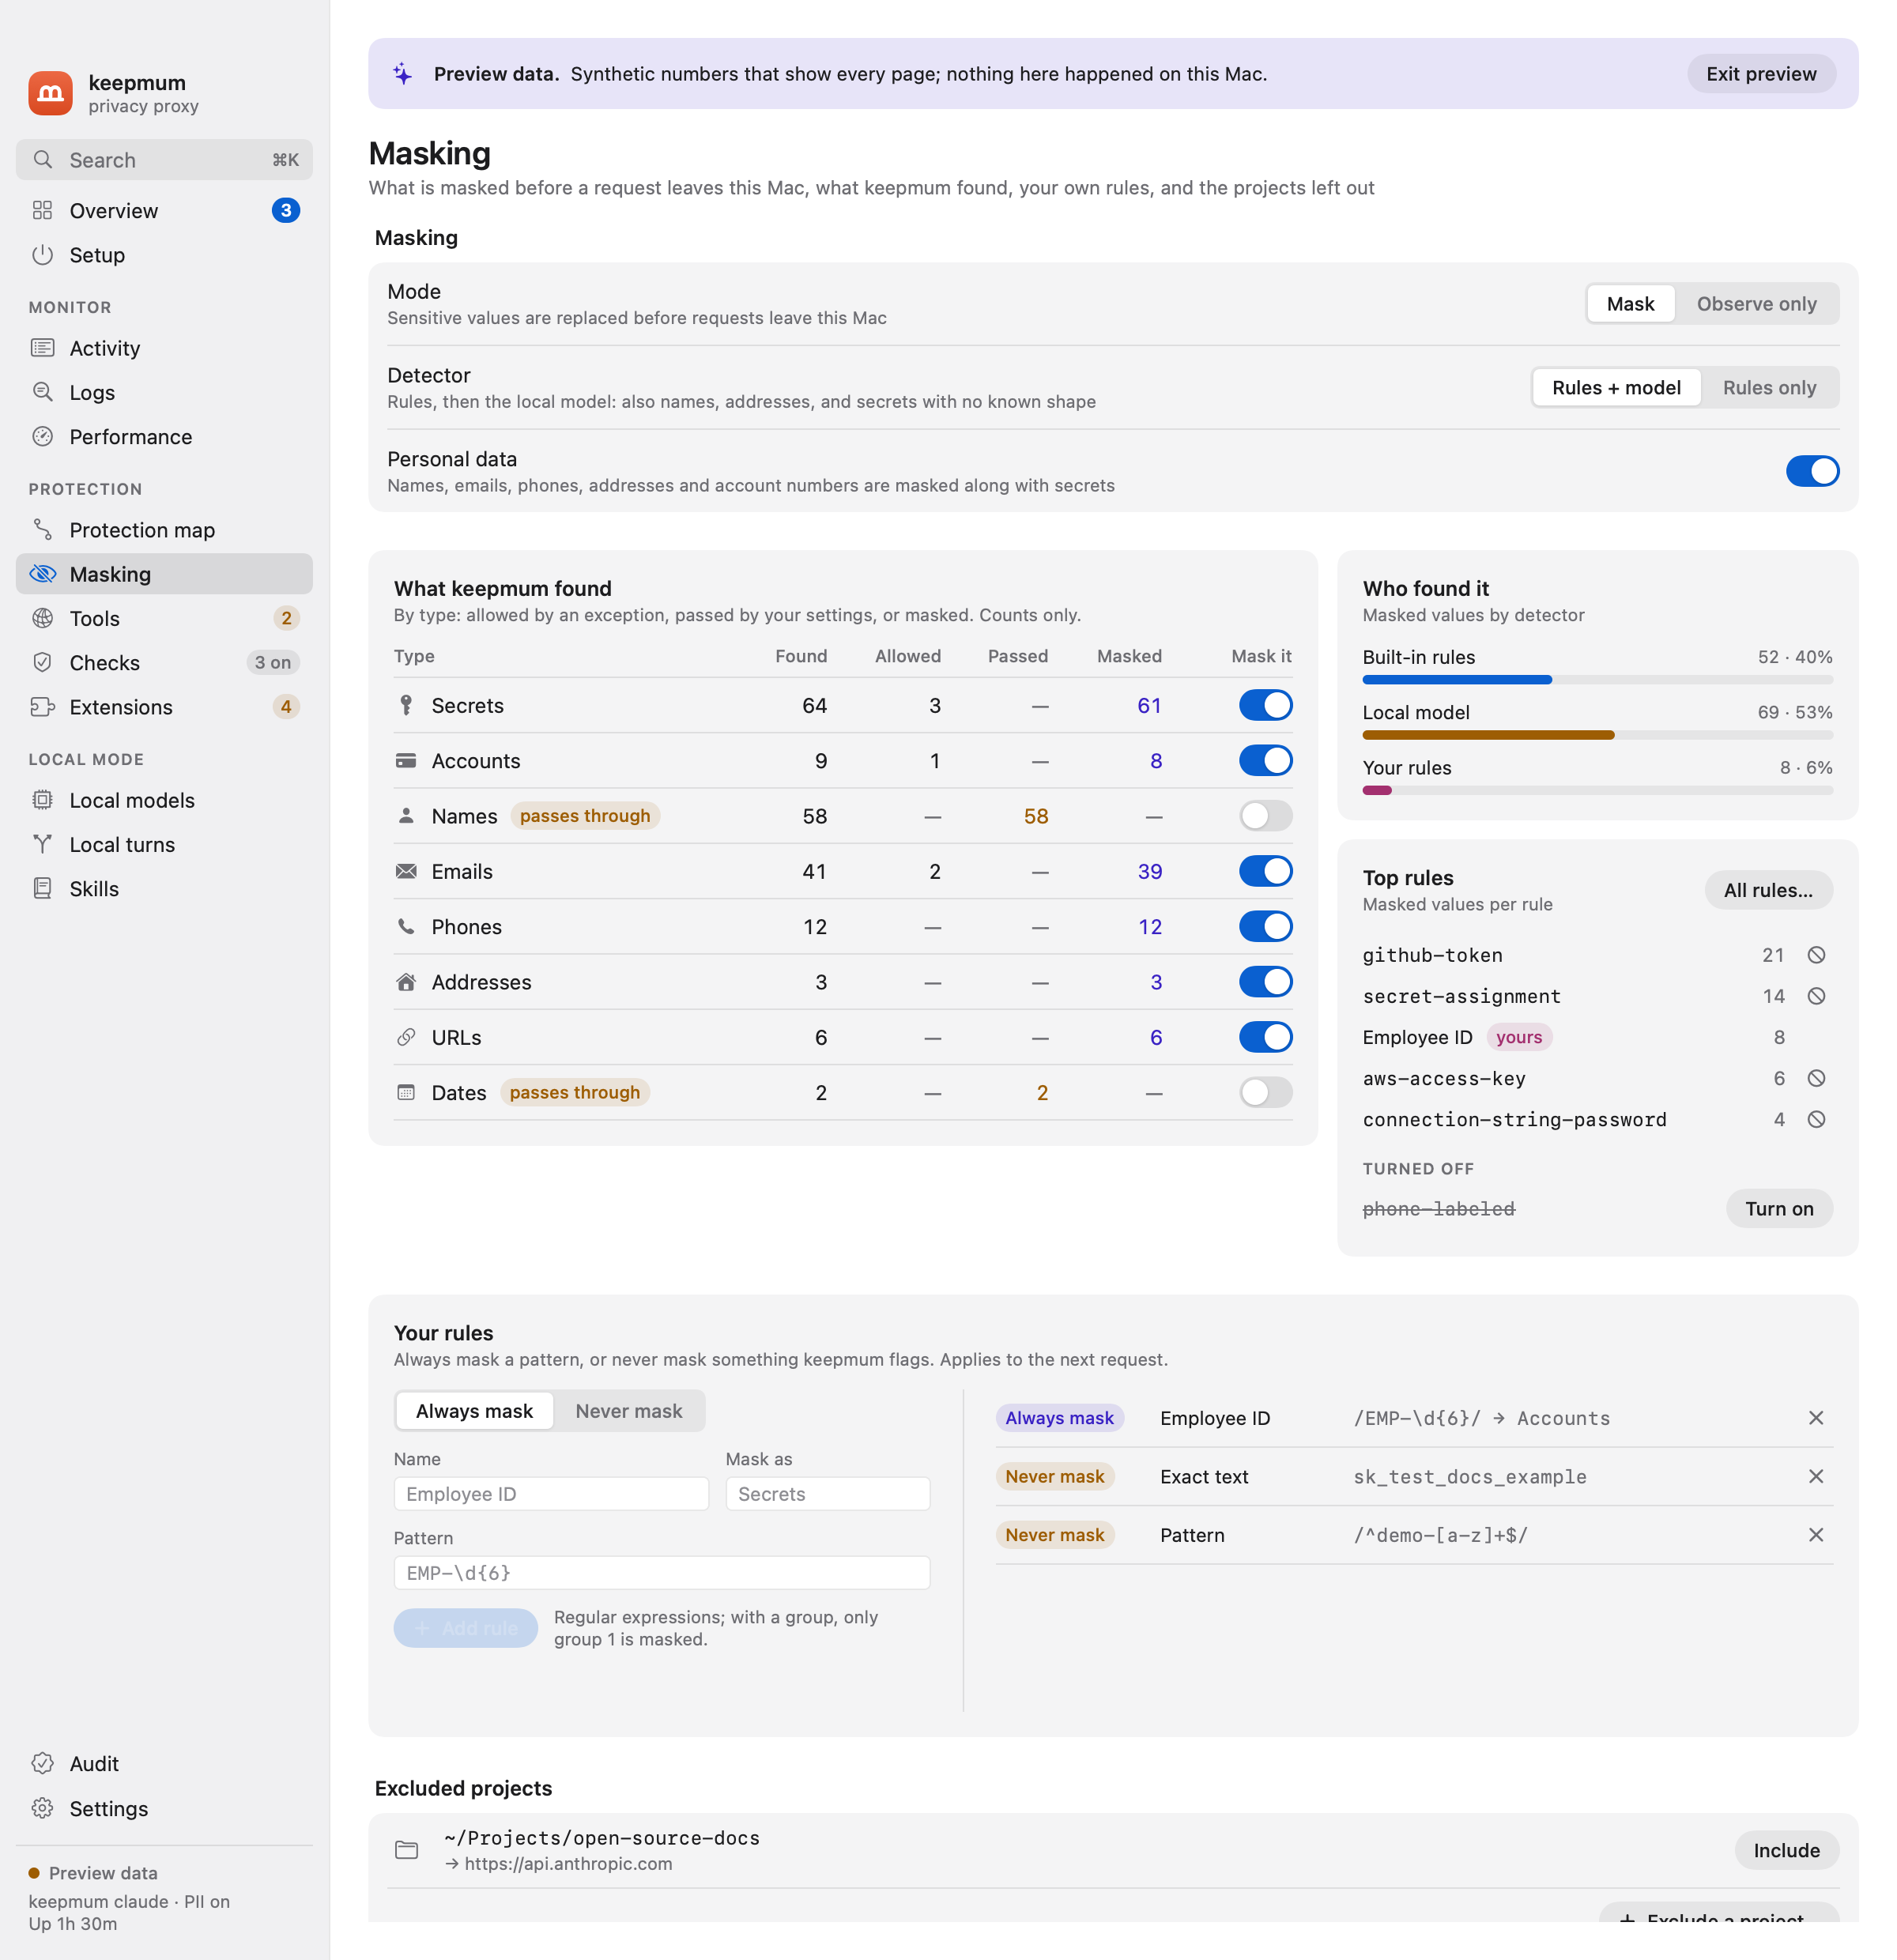 keepmum
privacy proxy
Search ⌘K
Overview 3
Setup
MONITOR
Activity
Logs
Performance
PROTECTION
Protection map
Masking
Tools 2
Checks 3 on
Extensions 4
LOCAL MODE
Local models
Local turns
Skills
Audit
Settings
Preview data
keepmum claude · PII on
Up 1h 30m
Preview data. Synthetic numbers that show every page; nothing here happened on this Mac. Exit preview
Masking
What is masked before a request leaves this Mac, what keepmum found, your own rules, and the projects left out
Masking
Mode
Sensitive values are replaced before requests leave this Mac
Mask Observe only
Detector
Rules, then the local model: also names, addresses, and secrets with no known shape
Rules + model Rules only
Personal data
Names, emails, phones, addresses and account numbers are masked along with secrets
What keepmum found
By type: allowed by an exception, passed by your settings, or masked. Counts only.
Type Found Allowed Passed Masked Mask it
Secrets 64 3 — 61
Accounts 9 1 — 8
Names passes through 58 — 58 —
Emails 41 2 — 39
Phones 12 — — 12
Addresses 3 — — 3
URLs 6 — — 6
Dates passes through 2 — 2 —
Who found it
Masked values by detector
Built-in rules 52 · 40%
Local model 69 · 53%
Your rules 8 · 6%
Top rules
Masked values per rule
All rules...
github-token 21
secret-assignment 14
Employee ID yours 8
aws-access-key 6
connection-string-password 4
TURNED OFF
phone-labeled Turn on
Your rules
Always mask a pattern, or never mask something keepmum flags. Applies to the next request.
Always mask Never mask
Name Mask as
Employee ID Secrets
Pattern
EMP-\d{6}
+ Add rule
Regular expressions; with a group, only
group 1 is masked.
Always mask Employee ID /EMP-\d{6}/ → Accounts
Never mask Exact text sk_test_docs_example
Never mask Pattern /^demo-[a-z]+$/
Excluded projects
~/Projects/open-source-docs
→ https://api.anthropic.com
Include
+ Exclude a project...